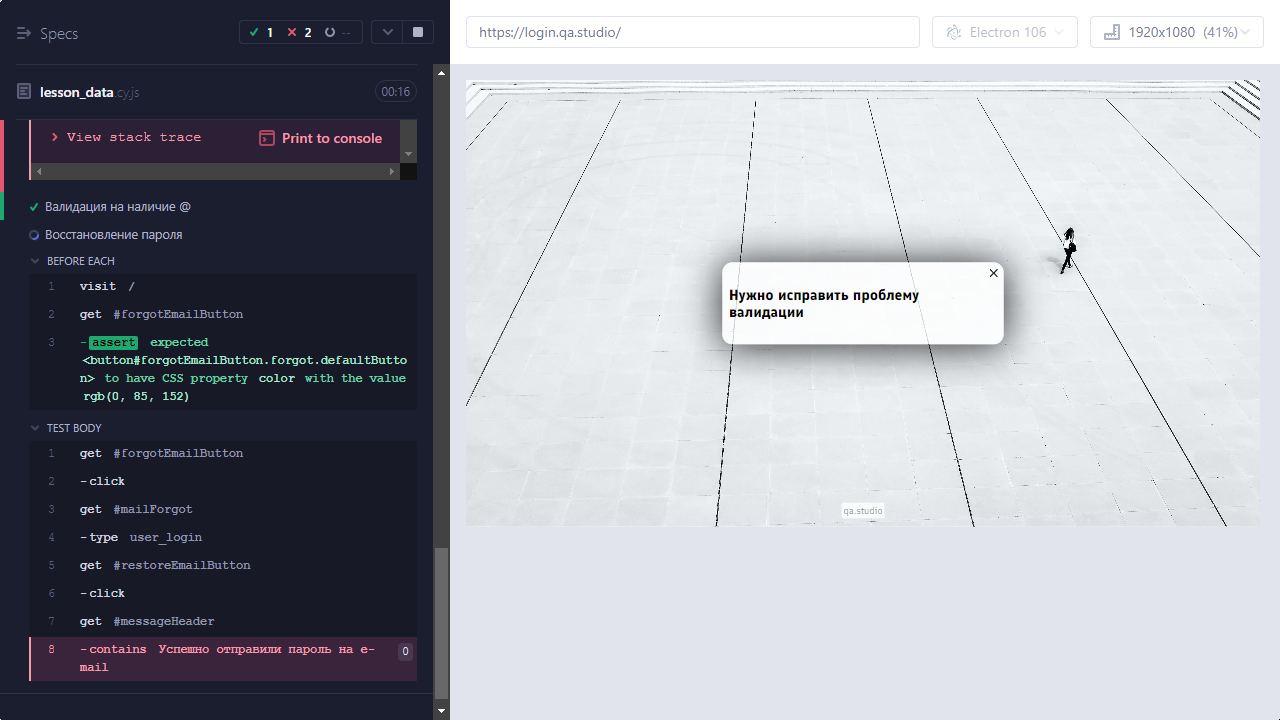 Specs
1
2
--
https://login.qa.studio/
Electron 106
1920x1080 (41%)
lesson_data.cy.js
00:16
View stack trace
Print to console
Валидация на наличие @
Восстановление пароля
BEFORE EACH
1 visit /
2 get #forgotEmailButton
3 -assert expected
<button#forgotEmailButton.forgot.defaultButto
n> to have CSS property color with the value
rgb(0, 85, 152)
TEST BODY
1 get #forgotEmailButton
2 -click
3 get #mailForgot
4 -type user_login
5 get #restoreEmailButton
6 -click
7 get #messageHeader
8 -contains Успешно отправили пароль на e-
mail
0
Нужно исправить проблему
валидации
qa.studio